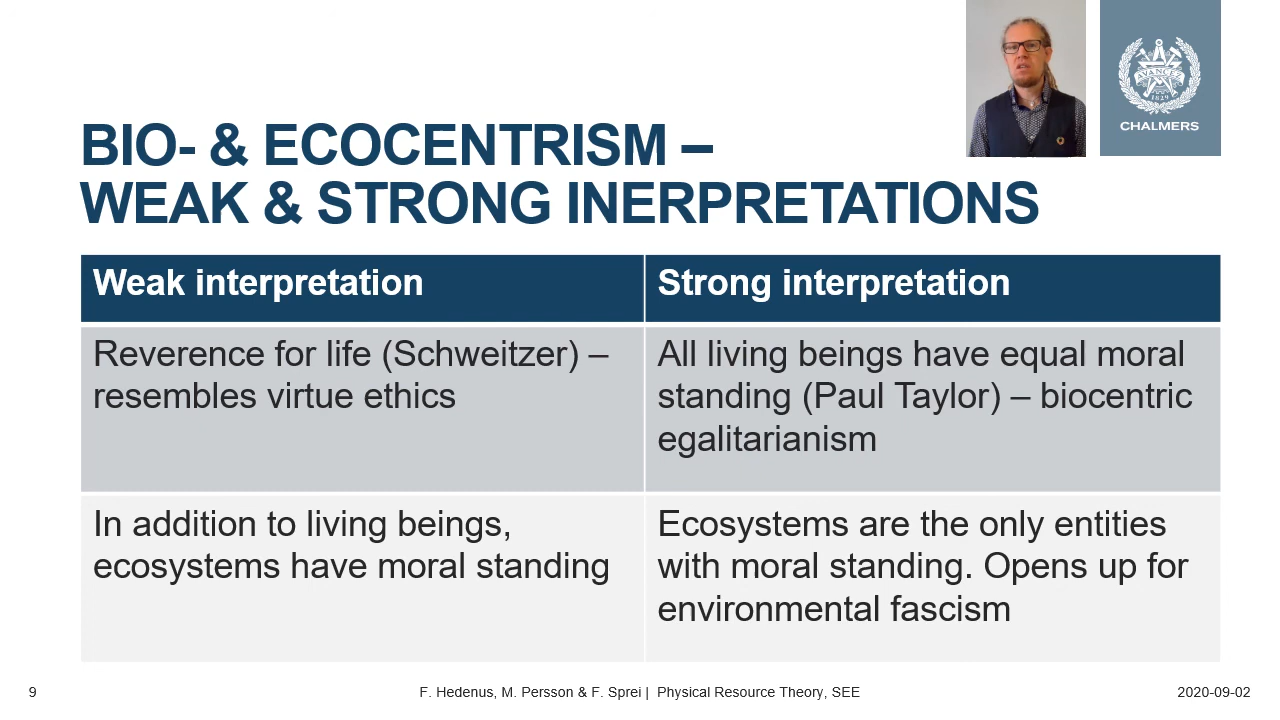 AVANCEZ
1829
CHALMERS
BIO- & ECOCENTRISM –
WEAK & STRONG INERPRETATIONS
Weak interpretation
Strong interpretation
Reverence for life (Schweitzer) –
resembles virtue ethics
All living beings have equal moral
standing (Paul Taylor) – biocentric
egalitarianism
In addition to living beings,
ecosystems have moral standing
Ecosystems are the only entities
with moral standing. Opens up for
environmental fascism
9
F. Hedenus, M. Persson & F. Sprei | Physical Resource Theory, SEE
2020-09-02